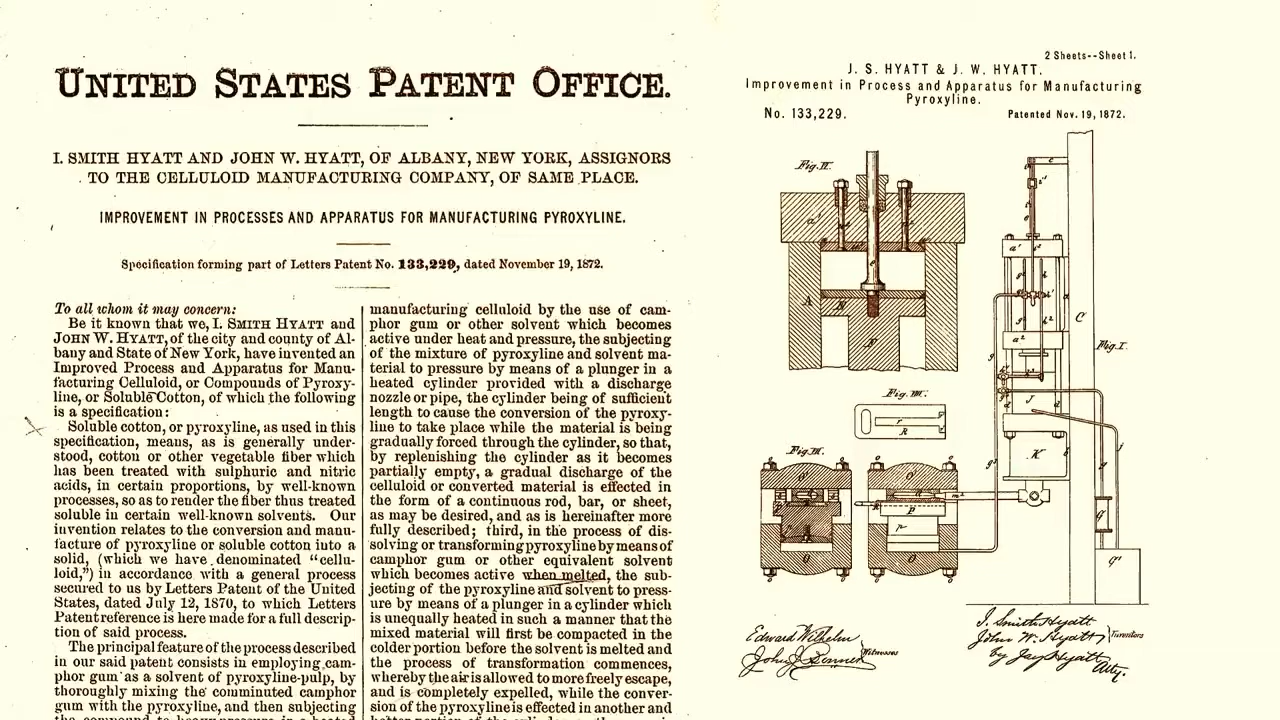 UNITED STATES PATENT OFFICE.
I. SMITH HYATT AND JOHN W. HYATT, OF ALBANY, NEW YORK, ASSIGNORS
TO THE CELLULOID MANUFACTURING COMPANY, OF SAME PLACE.
IMPROVEMENT IN PROCESSES AND APPARATUS FOR MANUFACTURING PYROXYLINE.
Specification forming part of Letters Patent No. 133,229, dated November 19, 1872.
To all whom it may concern:
Be it known that we, I. SMITH HYATT and
JOHN W. HYATT, of the city and county of Al-
bany and State of New York, have invented an
Improved Process and Apparatus for Manu-
facturing Celluloid, or Compounds of Pyroxy-
line, or Soluble Cotton, of which the following
is a specification:
Soluble cotton, or pyroxyline, as used in this
specification, means, as is generally under-
stood, cotton or other vegetable fiber which
has been treated with sulphuric and nitric
acids, in certain proportions, by well-known
processes, so as to render the fiber thus treated
soluble in certain well-known solvents. Our
invention relates to the conversion and manu-
facture of pyroxyline or soluble cotton into a
solid, (which we have denominated "cellu-
loid,") in accordance with a general process
secured to us by Letters Patent of the United
States, dated July 12, 1870, to which Letters
Patent reference is here made for a full descrip-
tion of said process.
The principal feature of the process described
in our said patent consists in employing cam-
phor gum as a solvent of pyroxyline-pulp, by
thoroughly mixing the comminuted camphor
gum with the pyroxyline, and then subjecting
the compound to heavy pressure in a heated
manufacturing celluloid by the use of cam-
phor gum or other solvent which becomes
active under heat and pressure, the subjecting
of the mixture of pyroxyline and solvent ma-
terial to pressure by means of a plunger in a
heated cylinder provided with a discharge
nozzle or pipe, the cylinder being of sufficient
length to cause the conversion of the pyroxy-
line to take place while the material is being
gradually forced through the cylinder, so that,
by replenishing the cylinder as it becomes
partially empty, a gradual discharge of the
celluloid or converted material is effected in
the form of a continuous rod, bar, or sheet,
as may be desired, and as is hereinafter more
fully described; third, in the process of dis-
solving or transforming pyroxyline by means of
camphor gum or other equivalent solvent
which becomes active when melted, the sub-
jecting of the pyroxyline and solvent to press-
ure by means of a plunger in a cylinder which
is unequally heated in such a manner that the
mixed material will first be compacted in the
colder portion before the solvent is melted and
the process of transformation commences,
whereby the air is allowed to more freely escape,
and is completely expelled, while the conver-
sion of the pyroxyline is effected in another and
2 Sheets--Sheet 1.
J. S. HYATT & J. W. HYATT.
Improvement in Process and Apparatus for Manufacturing
Pyroxyline.
No. 133,229.
Patented Nov. 19, 1872.
Fig. II.
Fig. I.
Edward Wilhelm
Witnesses
I. Smith Hyatt
John W. Hyatt
Inventors
by Jay Hyatt
Atty.